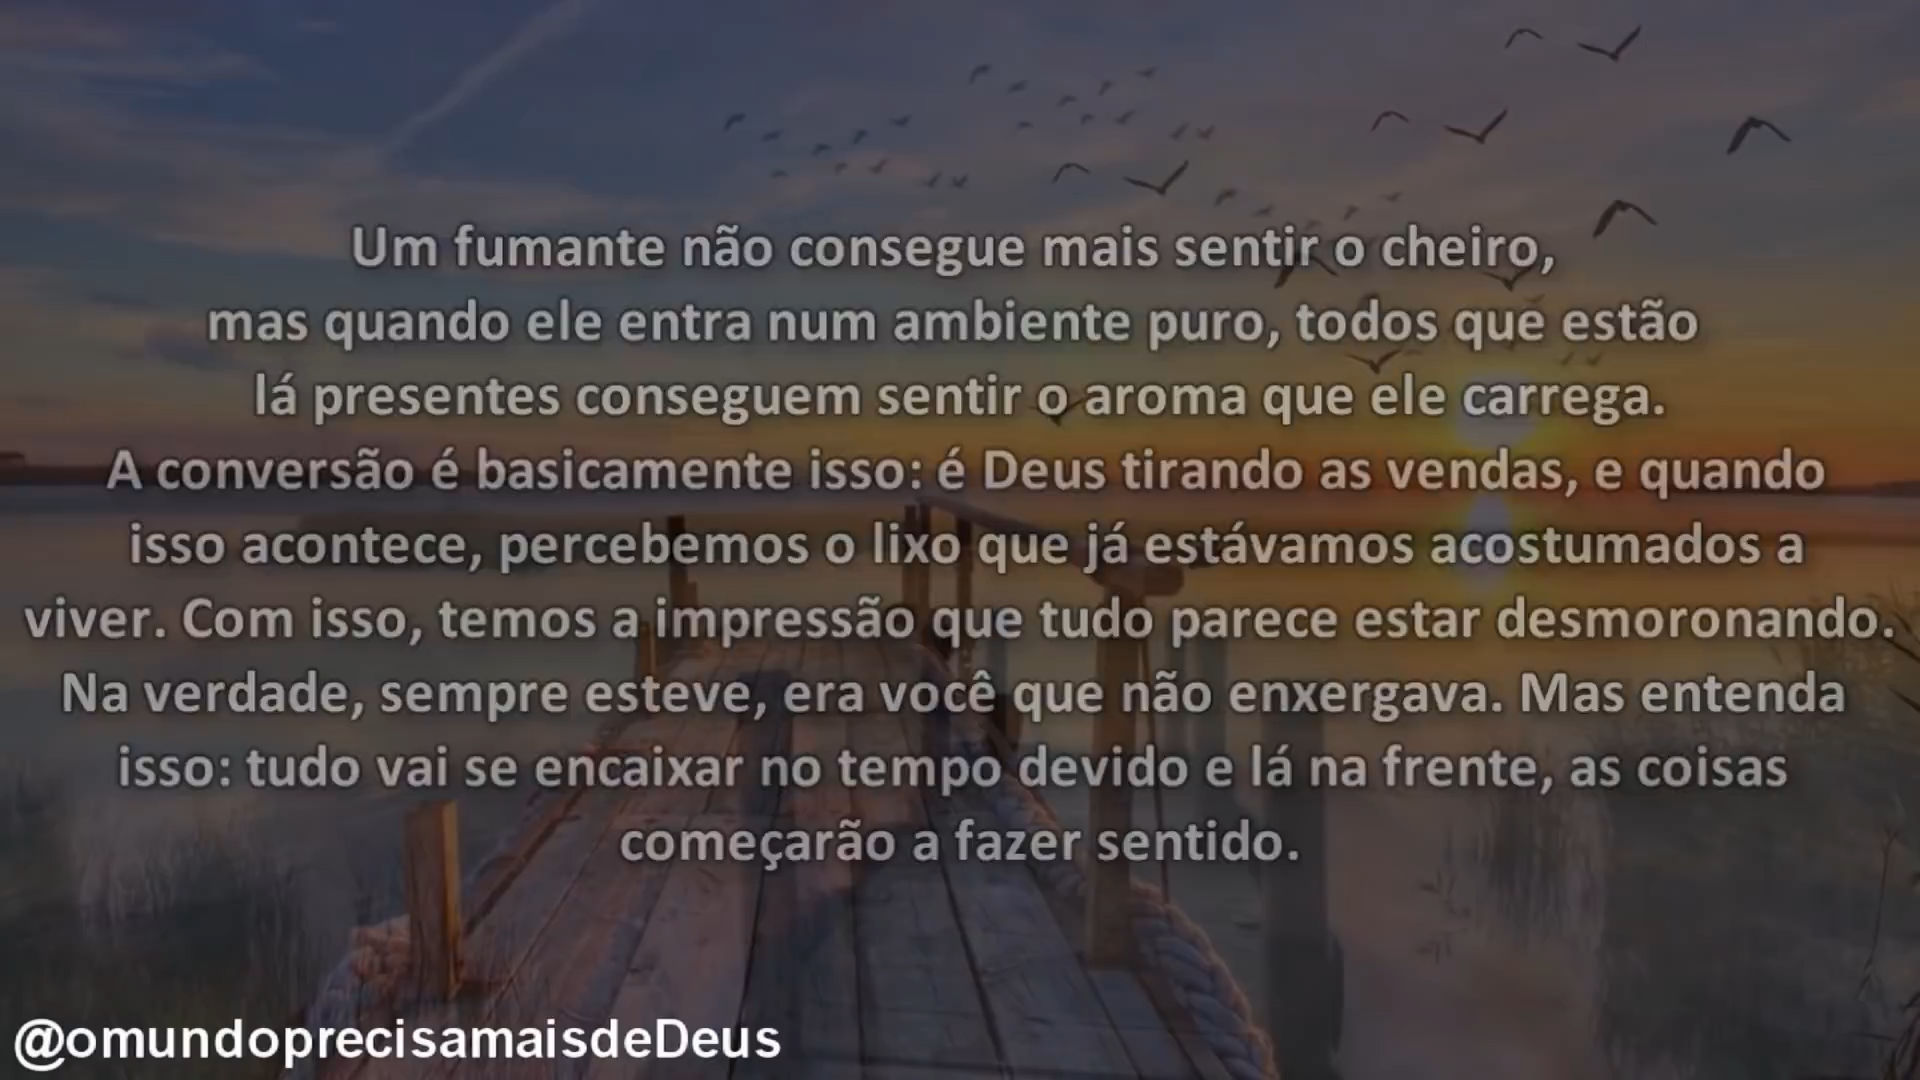 Um fumante não consegue mais sentir o cheiro,
mas quando ele entra num ambiente puro, todos que estão
lá presentes conseguem sentir o aroma que ele carrega.
A conversão é basicamente isso: é Deus tirando as vendas, e quando
isso acontece, percebemos o lixo que já estávamos acostumados a
viver. Com isso, temos a impressão que tudo parece estar desmoronando.
Na verdade, sempre esteve, era você que não enxergava. Mas entenda
isso: tudo vai se encaixar no tempo devido e lá na frente, as coisas
começarão a fazer sentido.
@omundoprecisamaisdeDeus